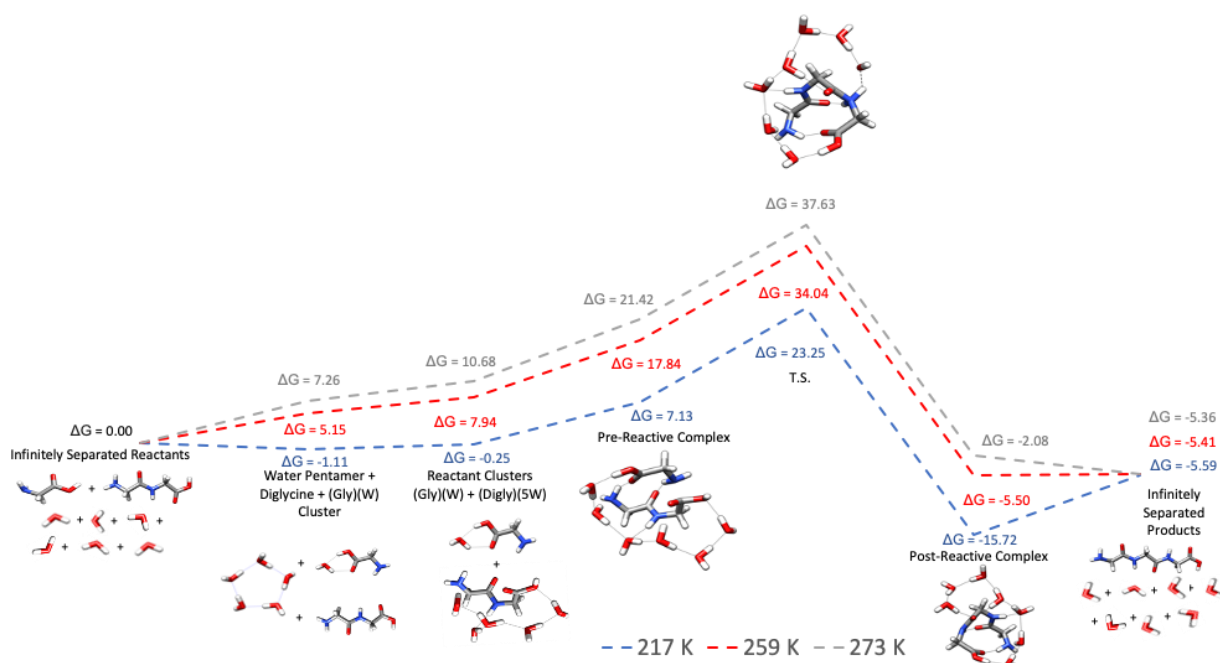 ΔG = 37.63
ΔG = 34.04
ΔG = 23.25
T.S.
ΔG = 21.42
ΔG = 17.84
ΔG = 7.13
Pre-Reactive Complex
ΔG = 10.68
ΔG = 7.94
ΔG = -0.25
Reactant Clusters
(Gly)(W) + (Digly)(5W)
+
ΔG = 7.26
ΔG = 5.15
ΔG = -1.11
Water Pentamer +
Diglycine + (Gly)(W)
Cluster
+
+
ΔG = 0.00
Infinitely Separated Reactants
+
+ + +
+ + +
ΔG = -2.08
ΔG = -5.50
ΔG = -15.72
Post-Reactive Complex
ΔG = -5.36
ΔG = -5.41
ΔG = -5.59
Infinitely
Separated
Products
+ + + +
+ + +
217 K 259 K 273 K